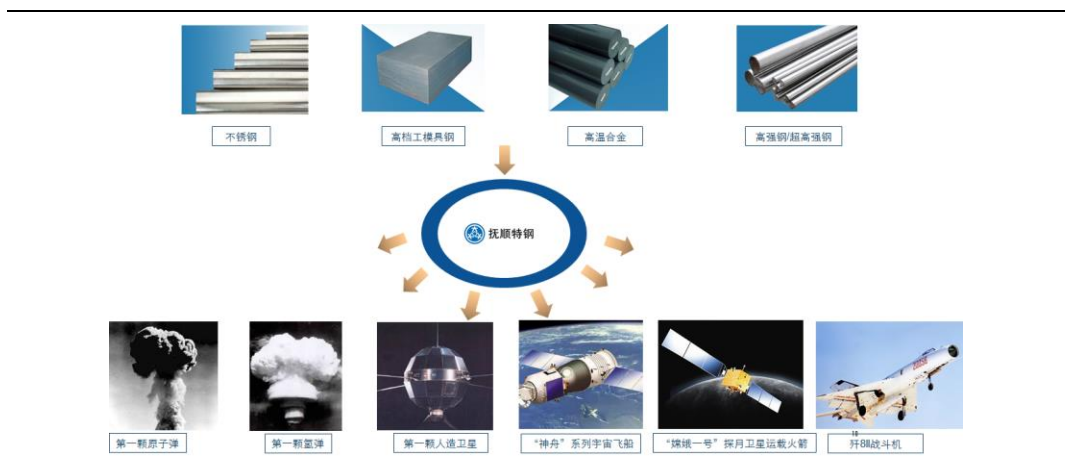 不锈钢
高档工模具钢
高温合金
高强钢/超高强钢
抚顺特钢
第一颗原子弹
第一颗氢弹
第一颗人造卫星
“神舟”系列宇宙飞船
“嫦娥一号”探月卫星运载火箭
歼8Ⅲ战斗机